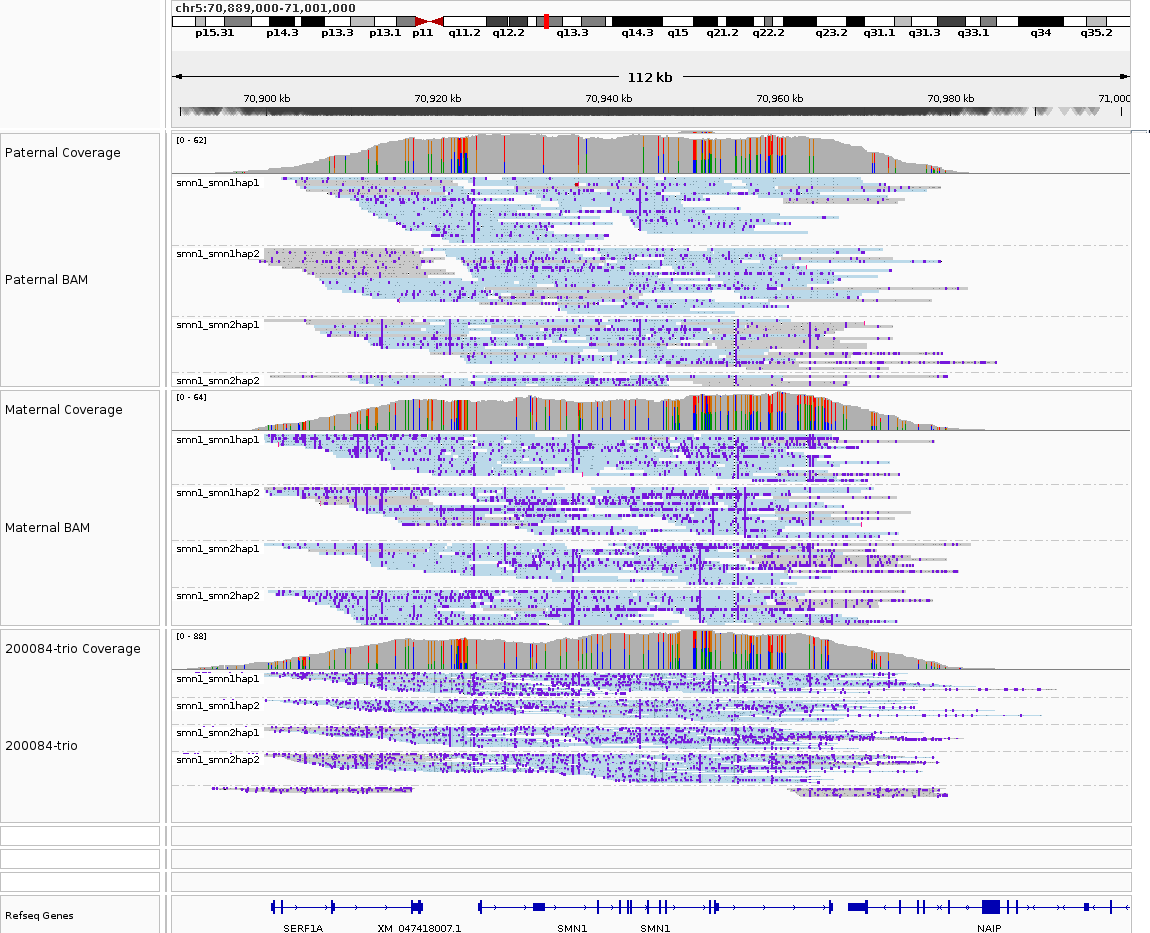 chr5:70,889,000-71,001,000
p15.31 p14.3 p13.3 p13.1 p11 q11.2 q12.2 q13.3 q14.3 q15 q21.2 q22.2 q23.2 q31.1 q31.3 q33.1 q34 q35.2
112 kb
70,900 kb 70,920 kb 70,940 kb 70,960 kb 70,980 kb 71,000
Paternal Coverage
[0 - 62]
smn1_smn1hap1
smn1_smn1hap2
Paternal BAM
smn1_smn2hap1
smn1_smn2hap2
Maternal Coverage
[0 - 64]
smn1_smn1hap1
smn1_smn1hap2
Maternal BAM
smn1_smn2hap1
smn1_smn2hap2
200084-trio Coverage
[0 - 88]
smn1_smn1hap1
smn1_smn1hap2
smn1_smn2hap1
200084-trio
smn1_smn2hap2
Refseq Genes
SERF1A XM_047418007.1 SMN1 SMN1 NAIP